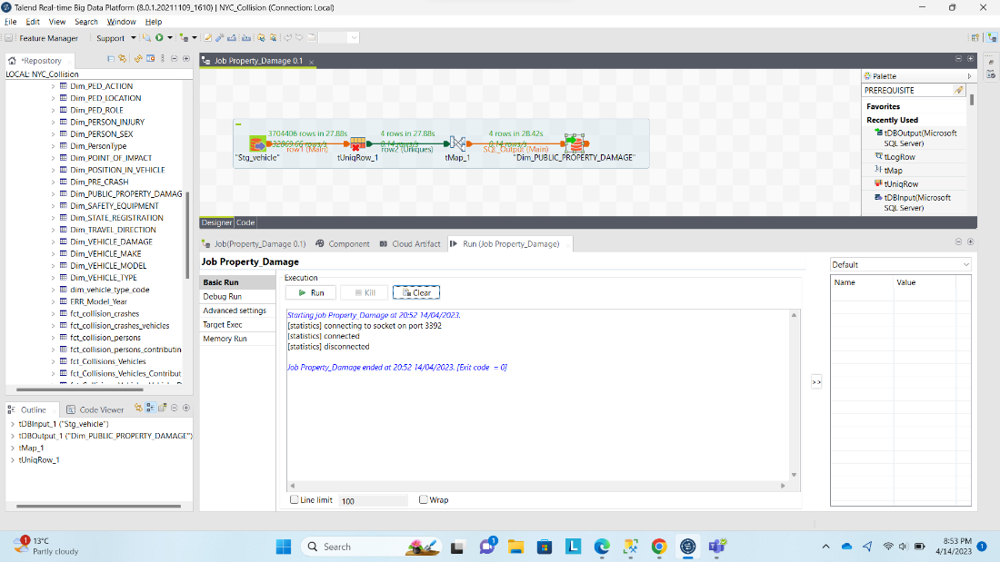 Talend Real-time Big Data Platform (8.0.1.20211109_1610) | NYC_Collision (Connection: Local)
File Edit View Search Window Help
Feature Manager Support
*Repository
LOCAL: NYC_Collision
Dim_PED_ACTION
Dim_PED_LOCATION
Dim_PED_ROLE
Dim_PERSON_INJURY
Dim_PERSON_SEX
Dim_PersonType
Dim_POINT_OF_IMPACT
Dim_POSITION_IN_VEHICLE
Dim_PRE_CRASH
Dim_PUBLIC_PROPERTY_DAMAG
Dim_SAFETY_EQUIPMENT
Dim_STATE_REGISTRATION
Dim_TRAVEL_DIRECTION
Dim_VEHICLE_DAMAGE
Dim_VEHICLE_MAKE
Dim_VEHICLE_MODEL
Dim_VEHICLE_TYPE
dim_vehicle_type_code
ERR_Model_Year
fct_collision_crashes
fct_collision_crashes_vehicles
fct_collision_persons
fct_collision_persons_contributin
fct_Collisions_Vehicles
fct_Collisions_Vehicles_Contribut
Outline Code Viewer
tDBInput_1 ("Stg_vehicle")
tDBOutput_1 ("Dim_PUBLIC_PROPERTY_DAMAGE")
tMap_1
tUniqRow_1
Job Property_Damage 0.1
3704406 rows in 27.88s
row1 (Main)
4 rows in 27.88s
0.14 rows/s
row2 (Uniques)
4 rows in 28.42s
0.14 rows/s
SQL_Output (Main)
"Stg_vehicle" tUniqRow_1 tMap_1 "Dim_PUBLIC_PROPERTY_DAMAGE"
Designer Code
Palette
PREREQUISITE
Favorites
Recently Used
tDBOutput(Microsoft
SQL Server)
tLogRow
tMap
tUniqRow
tDBInput(Microsoft
SQL Server)
Job(Property_Damage 0.1) Component Cloud Artifact Run (Job Property_Damage)
Job Property_Damage
Basic Run
Debug Run
Advanced settings
Target Exec
Memory Run
Execution
Run Kill Clear
Starting job Property_Damage at 20:52 14/04/2023.
[statistics] connecting to socket on port 3392
[statistics] connected
[statistics] disconnected
Job Property_Damage ended at 20:52 14/04/2023. [Exit code = 0]
Line limit 100 Wrap
>>
Default
Name Value
1
13°C
Partly cloudy
Search
1
8:53 PM
4/14/2023
1